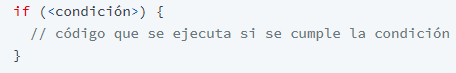 if (<condición>) {
// código que se ejecuta si se cumple la condición
}